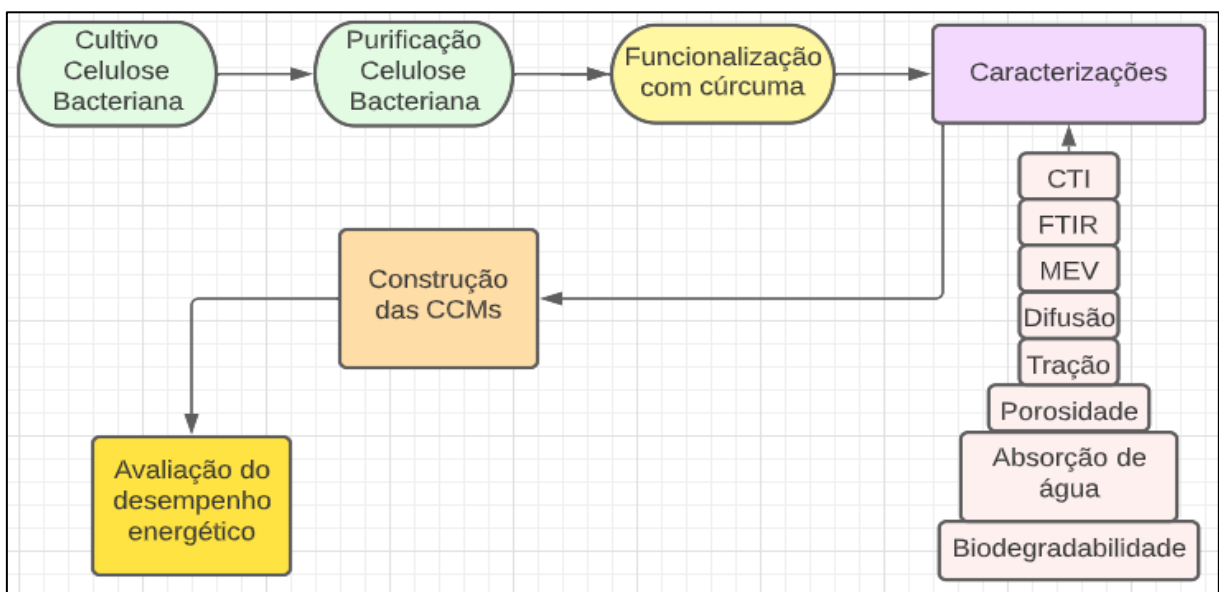 Cultivo
Celulose
Bacteriana
Purificação
Celulose
Bacteriana
Funcionalização
com cúrcuma
Caracterizações
CTI
FTIR
MEV
Difusão
Tração
Porosidade
Absorção de
água
Biodegradabilidade
Construção
das CCMs
Avaliação do
desempenho
energético